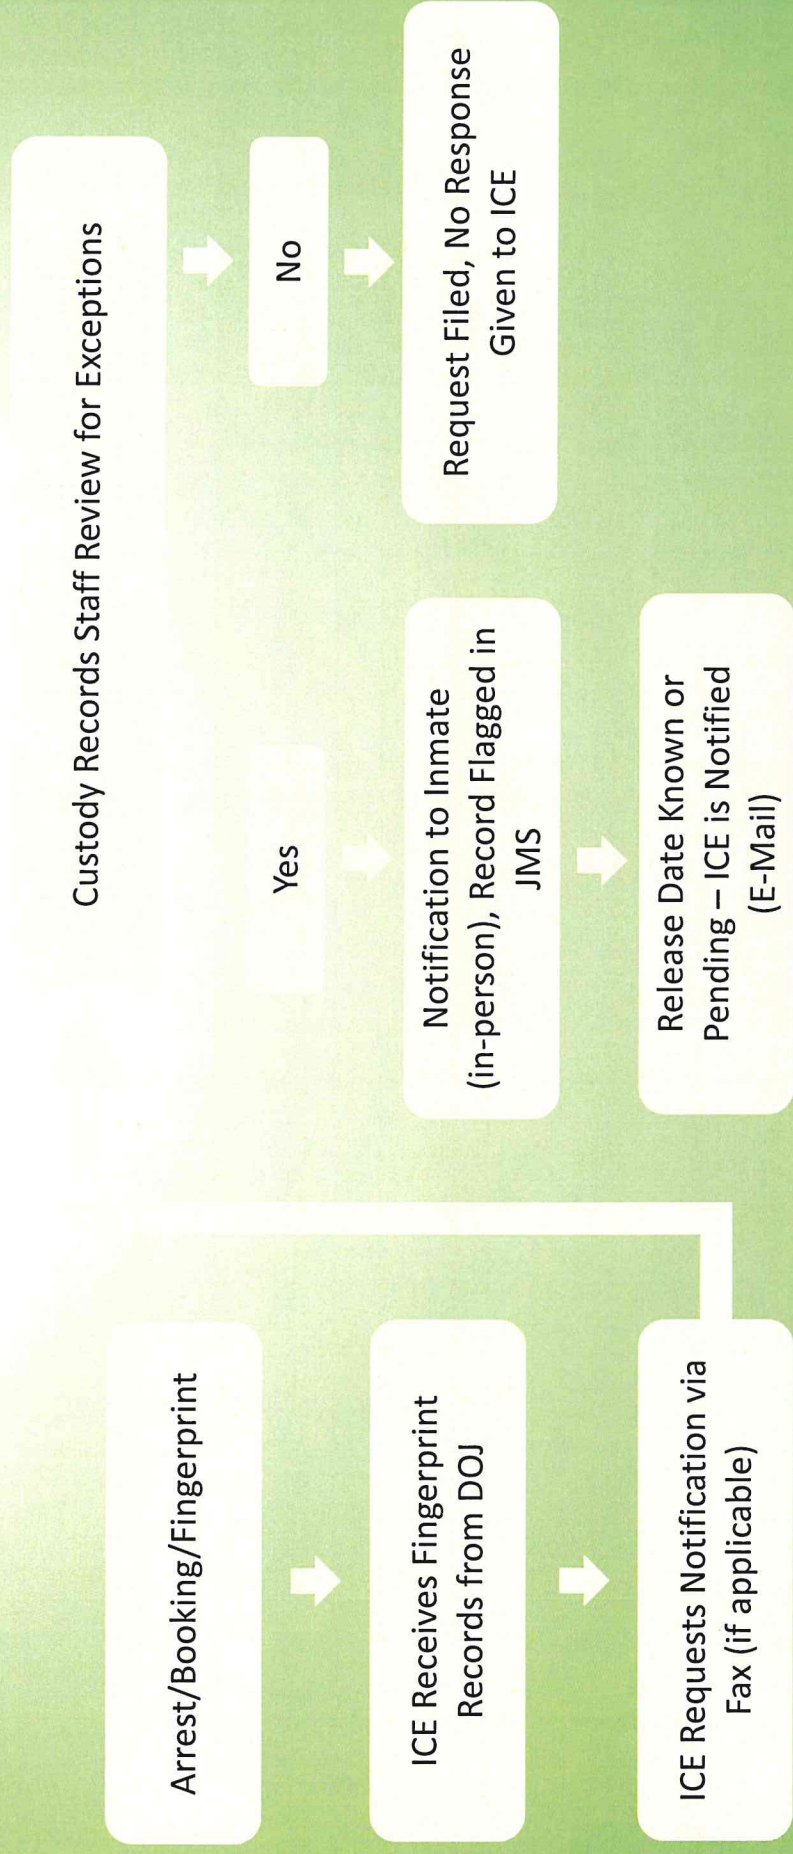 Arrest/Booking/Fingerprint
ICE Receives Fingerprint
Records from DOJ
ICE Requests Notification via
Fax (if applicable)
Custody Records Staff Review for Exceptions
Yes
Notification to Inmate
(in-person), Record Flagged in
JMS
Release Date Known or
Pending – ICE is Notified
(E-Mail)
No
Request Filed, No Response
Given to ICE